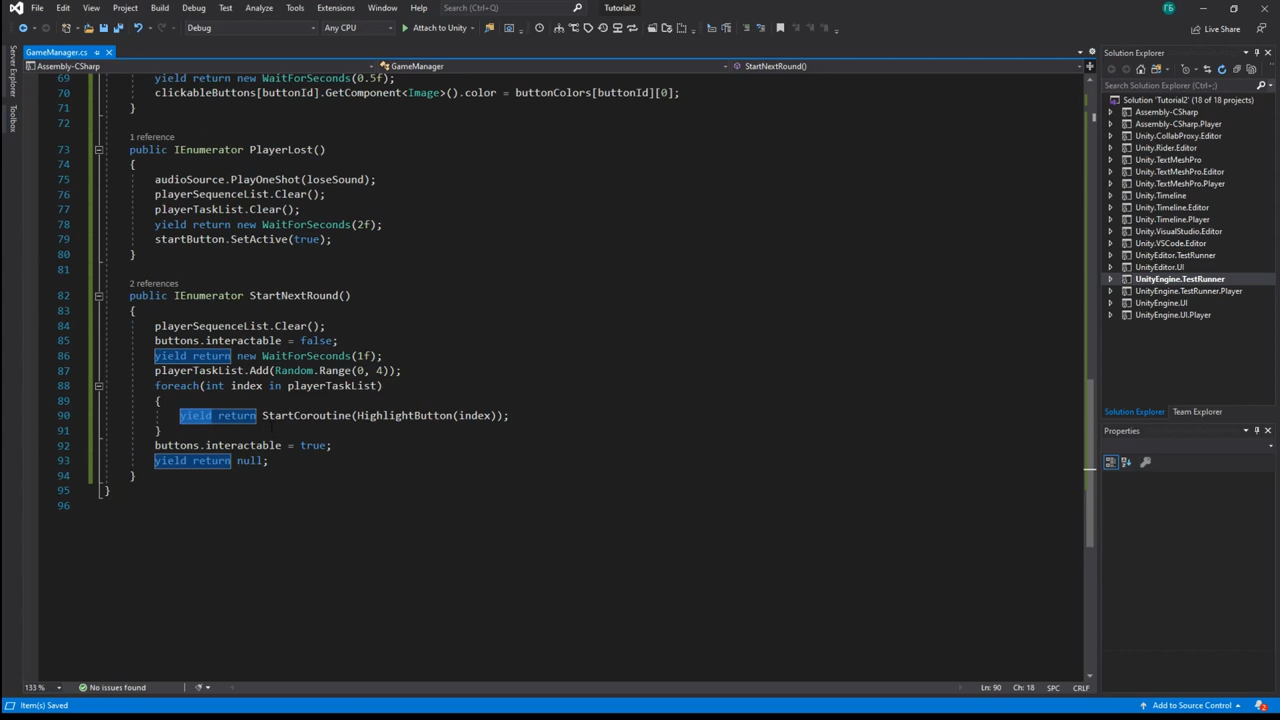 File Edit View Project Build Debug Test Analyze Tools Extensions Window Help Search (Ctrl+Q) Tutorial2 ГБ
Debug Any CPU Attach to Unity Live Share
Server Explorer
Toolbox
GameManager.cs
Assembly-CSharp GameManager StartNextRound()
69 yield return new WaitForSeconds(0.5f);
70 clickableButtons[buttonId].GetComponent<Image>().color = buttonColors[buttonId][0];
71 }
72
1 reference
73 public IEnumerator PlayerLost()
74 {
75 audioSource.PlayOneShot(loseSound);
76 playerSequenceList.Clear();
77 playerTaskList.Clear();
78 yield return new WaitForSeconds(2f);
79 startButton.SetActive(true);
80 }
81
2 references
82 public IEnumerator StartNextRound()
83 {
84 playerSequenceList.Clear();
85 buttons.interactable = false;
86 yield return new WaitForSeconds(1f);
87 playerTaskList.Add(Random.Range(0, 4));
88 foreach(int index in playerTaskList)
89 {
90 yield return StartCoroutine(HighlightButton(index));
91 }
92 buttons.interactable = true;
93 yield return null;
94 }
95 }
96
133 % No issues found Ln: 90 Ch: 18 SPC CRLF
Solution Explorer
Search Solution Explorer (Ctrl+;)
Solution 'Tutorial2' (18 of 18 projects)
Assembly-CSharp
Assembly-CSharp.Player
Unity.CollabProxy.Editor
Unity.Rider.Editor
Unity.TextMeshPro
Unity.TextMeshPro.Editor
Unity.TextMeshPro.Player
Unity.Timeline
Unity.Timeline.Editor
Unity.Timeline.Player
Unity.VisualStudio.Editor
Unity.VSCode.Editor
UnityEditor.TestRunner
UnityEditor.UI
UnityEngine.TestRunner
UnityEngine.TestRunner.Player
UnityEngine.UI
UnityEngine.UI.Player
Solution Explorer Team Explorer
Properties
Item(s) Saved Add to Source Control 2